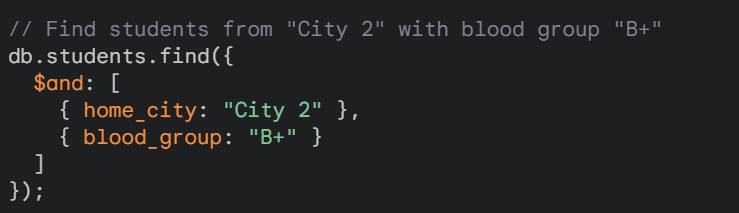 // Find students from "City 2" with blood group "B+"
db.students.find({
  $and: [
    { home_city: "City 2" },
    { blood_group: "B+" }
  ]
});